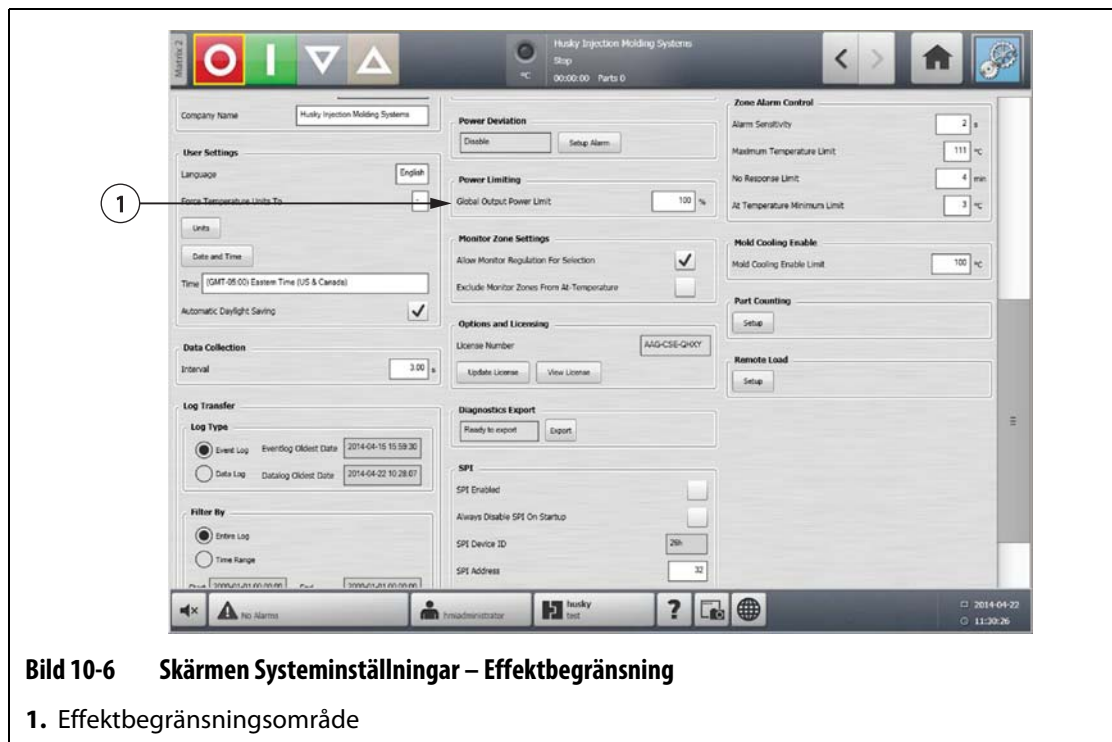 Matrix 2
Husky Injection Molding Systems
Stop
°C
00:00:00 Parts 0
Company Name
Husky Injection Molding Systems
User Settings
Language
English
Force Temperature Units To
-
Units
Date and Time
Time
(GMT-05:00) Eastern Time (US & Canada)
Automatic Daylight Saving
Data Collection
Interval
3.00 s
Log Transfer
Log Type
Event Log
Eventlog Oldest Date
2014-04-15 15:59:30
Data Log
Datalog Oldest Date
2014-04-22 10:28:07
Filter By
Entire Log
Time Range
Power Deviation
Disable
Setup Alarm
Power Limiting
Global Output Power Limit
100 %
Monitor Zone Settings
Allow Monitor Regulation For Selection
Exclude Monitor Zones From At-Temperature
Options and Licensing
License Number
AAG-CSE-QHXY
Update License
View License
Diagnostics Export
Ready to export
Export
SPI
SPI Enabled
Always Disable SPI On Startup
SPI Device ID
26h
SPI Address
32
Zone Alarm Control
Alarm Sensitivity
2 s
Maximum Temperature Limit
111 °C
No Response Limit
4 min
At Temperature Minimum Limit
3 °C
Mold Cooling Enable
Mold Cooling Enable Limit
100 °C
Part Counting
Setup
Remote Load
Setup
No Alarms
hmiadministrator
husky
test
?
2014-04-22
11:30:26
1
Bild 10-6 Skärmen Systeminställningar – Effektbegränsning
1. Effektbegränsningsområde